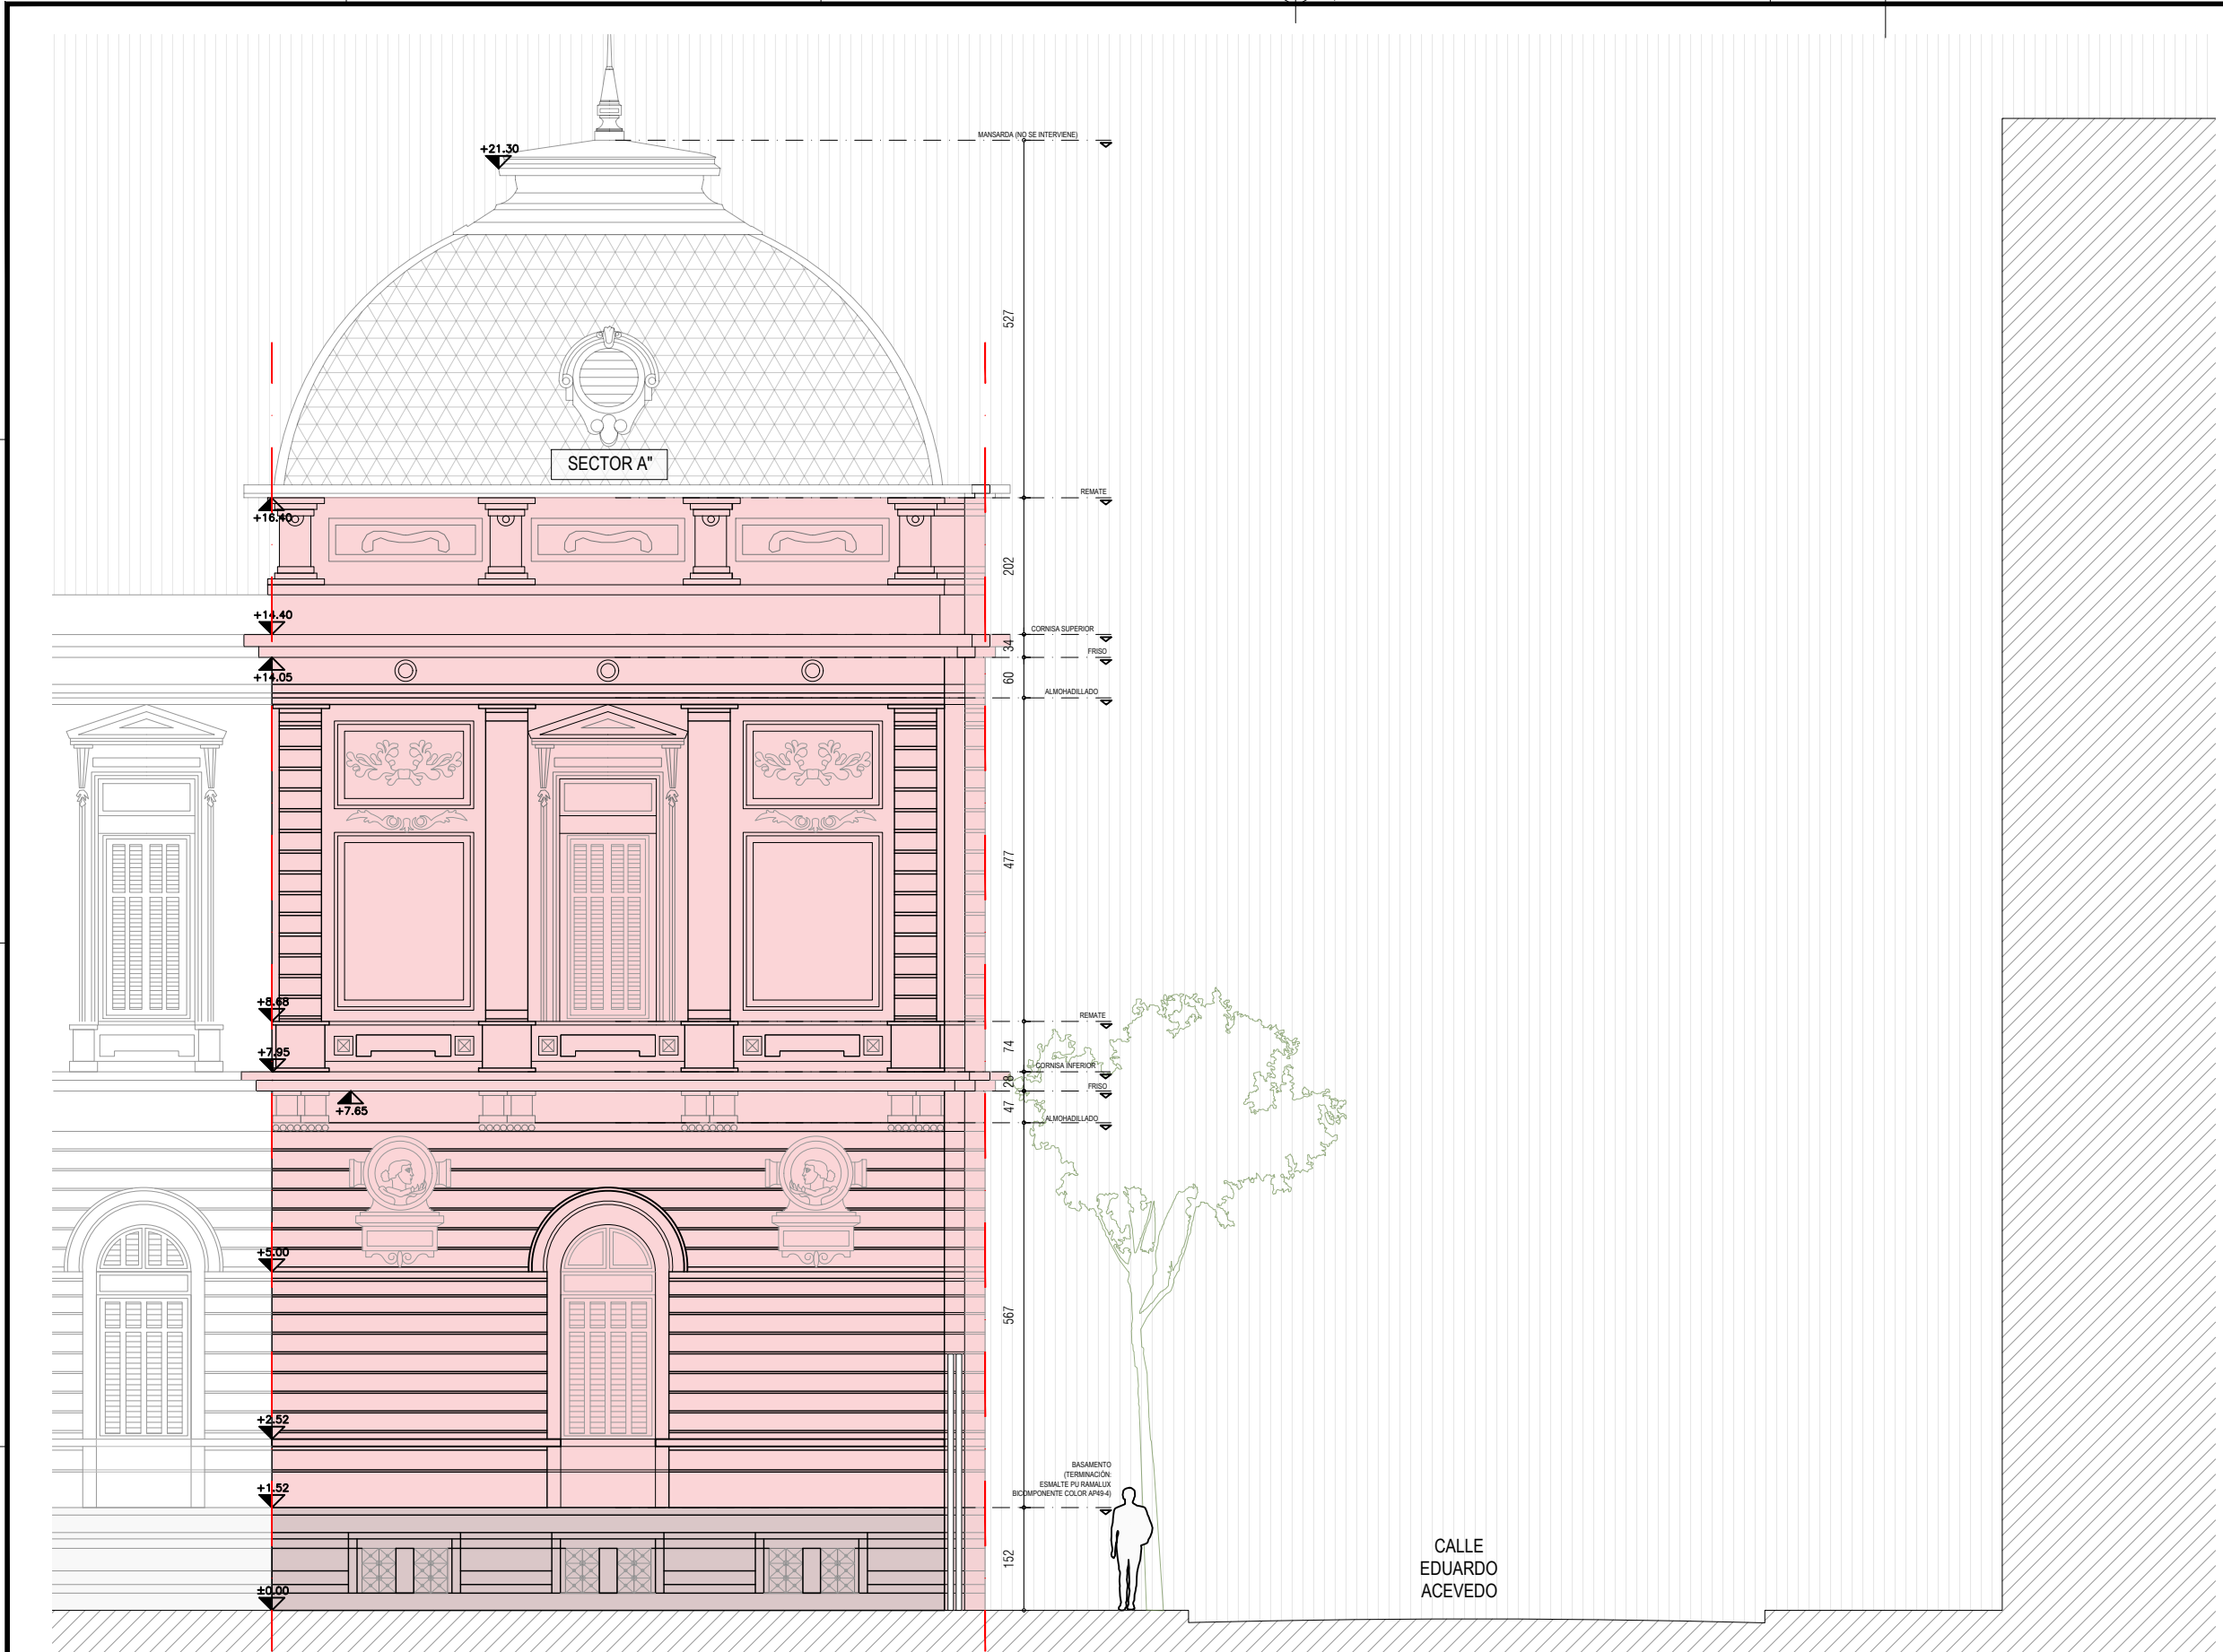 MANSARDA (NO SE INTERVIENE)
+21.30
527
SECTOR A"
REMATE
+16.40
202
+14.40
CORNISA SUPERIOR
34
FRISO
+14.05
60
ALMOHADILLADO
477
+8.68
REMATE
74
+7.95
CORNISA INFERIOR
28
FRISO
+7.65
47
ALMOHADILLADO
+5.00
567
+2.52
BASAMENTO
(TERMINACIÓN:
ESMALTE PU RAMALUX
BICOMPONENTE COLOR AP49-4)
+1.52
152
CALLE
EDUARDO
ACEVEDO
±0.00